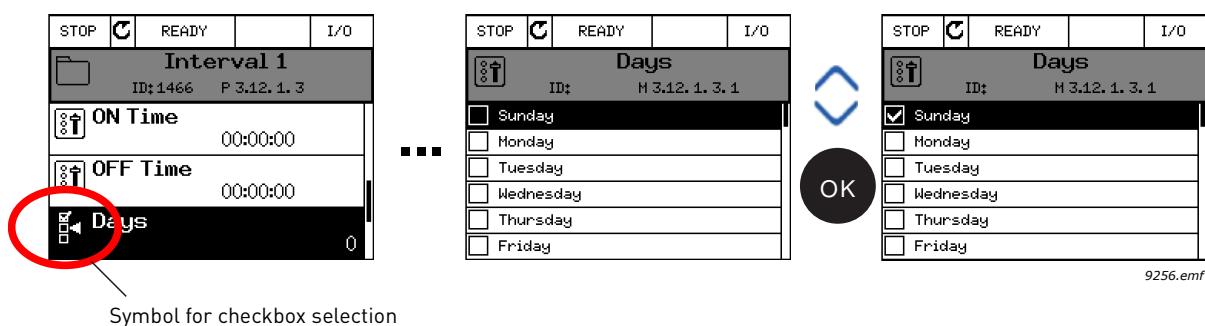 STOP READY I/O
Interval 1
ID:1466 P 3.12.1.3
ON Time
00:00:00
OFF Time
00:00:00
Days
0
Symbol for checkbox selection
STOP READY I/O
Days
ID: M 3.12.1.3.1
Sunday
Monday
Tuesday
Wednesday
Thursday
Friday
OK
STOP READY I/O
Days
ID: M 3.12.1.3.1
Sunday
Monday
Tuesday
Wednesday
Thursday
Friday
9256.emf